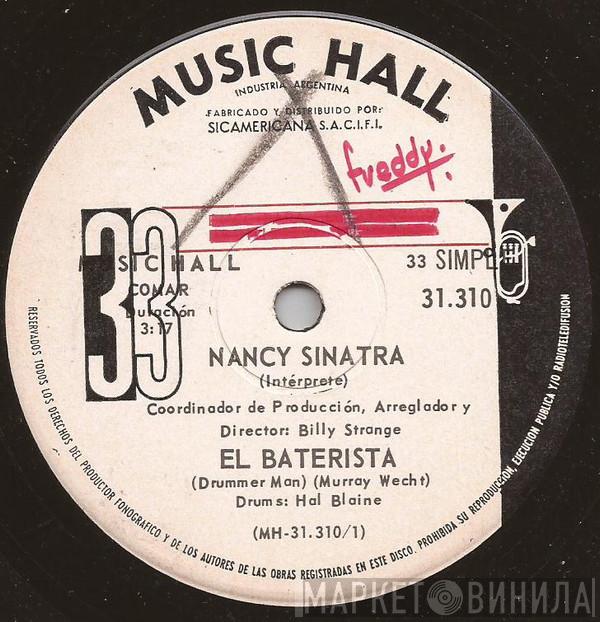 MUSIC HALL
INDUSTRIA ARGENTINA
FABRICADO Y DISTRIBUIDO POR:
SICAMERICANA S.A.C.I.F.I.
freddy.
33
MUSIC HALL
33 SIMPLE
COMAR
31.310
Duración
3:17
NANCY SINATRA
(Intérprete)
Coordinador de Producción, Arreglador y
Director: Billy Strange
EL BATERISTA
(Drummer Man) (Murray Wecht)
Drums: Hal Blaine
(MH-31.310/1)
RESERVADOS TODOS LOS DERECHOS DEL PRODUCTOR FONOGRAFICO Y DE LOS AUTORES DE LAS OBRAS REGISTRADAS EN ESTE DISCO. PROHIBIDA SU REPRODUCCION, EJECUCION PUBLICA Y/O RADIOTELEDIFUSION
МАРКЕТ ВИНИЛА